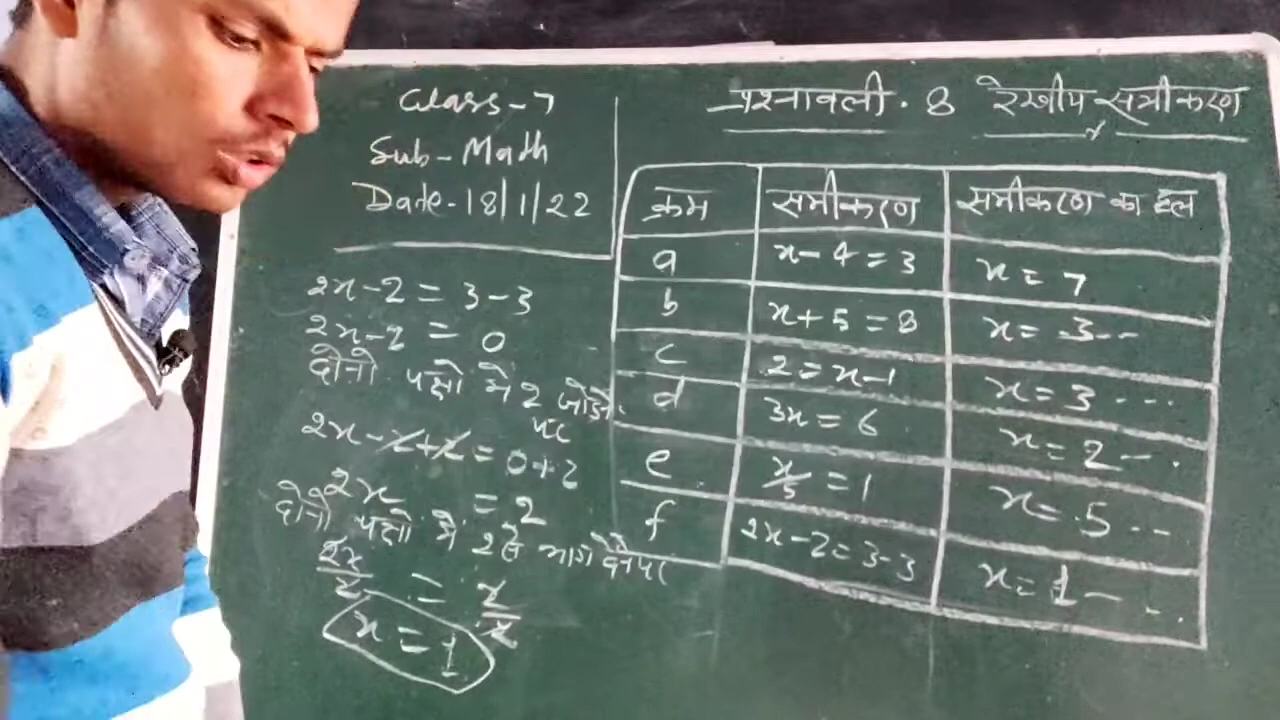 Class-7
Sub-Math
Date-18/1/22
प्रश्नावली. 8 रेखीय समीकरण
क्रम समीकरण समीकरण का हल
a x-4=3 x=7
b x+5=8 x=3--
c 2=x-1 x=3...
d 3x=6 x=2-.
e x/5=1 x=5--
f 2x-2=3-3 x=1--.
2x-2=3-3
2x-2=0
दोनो पक्षो मे 2 जोड़ने
पर
2x-2+2=0+2
2x=2
दोनो पक्षो मे 2 से भाग देने पर
2x/2=2/2
x=1